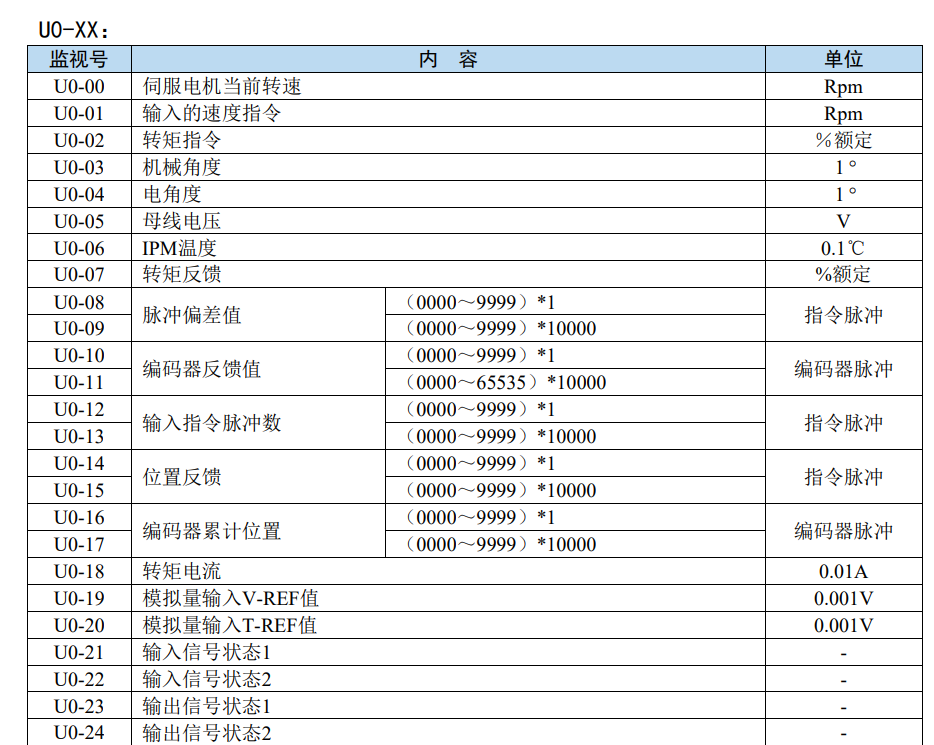 U0-XX:
监视号 内 容 单位
U0-00 伺服电机当前转速 Rpm
U0-01 输入的速度指令 Rpm
U0-02 转矩指令 %额定
U0-03 机械角度 1°
U0-04 电角度 1°
U0-05 母线电压 V
U0-06 IPM温度 0.1℃
U0-07 转矩反馈 %额定
U0-08 脉冲偏差值 （0000～9999）*1 指令脉冲
U0-09 （0000～9999）*10000
U0-10 编码器反馈值 （0000～9999）*1 编码器脉冲
U0-11 （0000～65535）*10000
U0-12 输入指令脉冲数 （0000～9999）*1 指令脉冲
U0-13 （0000～9999）*10000
U0-14 位置反馈 （0000～9999）*1 指令脉冲
U0-15 （0000～9999）*10000
U0-16 编码器累计位置 （0000～9999）*1 编码器脉冲
U0-17 （0000～9999）*10000
U0-18 转矩电流 0.01A
U0-19 模拟量输入V-REF值 0.001V
U0-20 模拟量输入T-REF值 0.001V
U0-21 输入信号状态1 -
U0-22 输入信号状态2 -
U0-23 输出信号状态1 -
U0-24 输出信号状态2 -